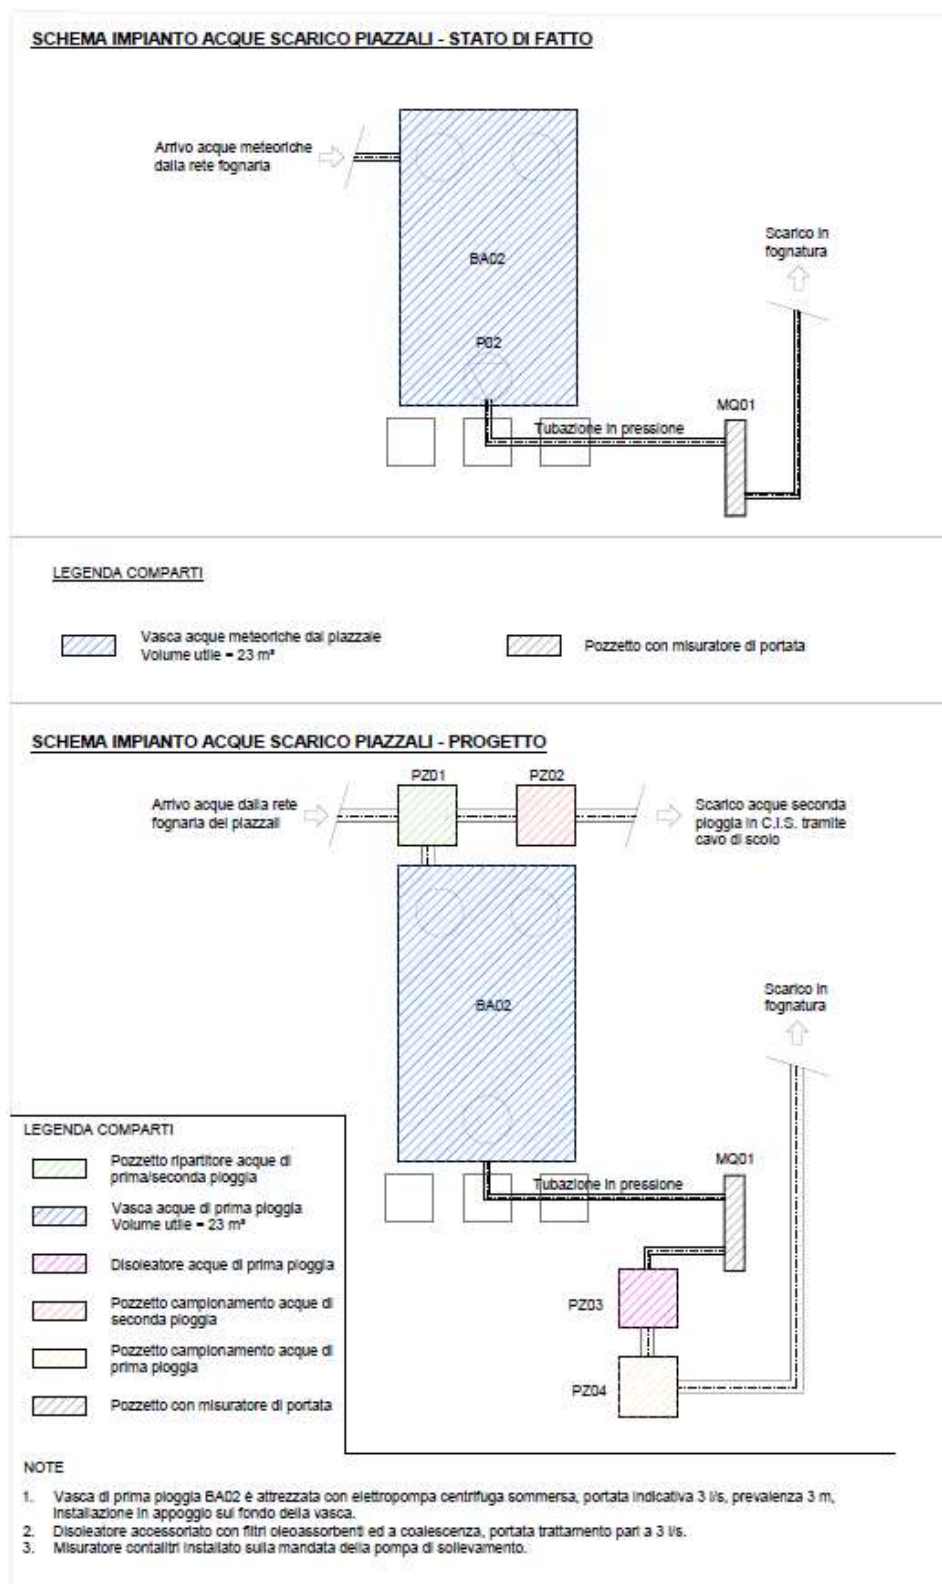 SCHEMA IMPIANTO ACQUE SCARICO PIAZZALI - STATO DI FATTO
Arrivo acque meteoriche
dalla rete fognaria
BA02
P02
Scarico in
fognatura
MQ01
Tubazione in pressione
LEGENDA COMPARTI
Vasca acque meteoriche dal piazzale
Volume utile = 23 m³
Pozzetto con misuratore di portata
SCHEMA IMPIANTO ACQUE SCARICO PIAZZALI - PROGETTO
PZ01
PZ02
Arrivo acque dalla rete
fognaria dei piazzali
Scarico acque seconda
pioggia in C.I.S. tramite
cavo di scolo
BA02
Scarico in
fognatura
MQ01
Tubazione in pressione
PZ03
PZ04
LEGENDA COMPARTI
Pozzetto ripartitore acque di
prima/seconda pioggia
Vasca acque di prima pioggia
Volume utile = 23 m³
Disoleatore acque di prima pioggia
Pozzetto campionamento acque di
seconda pioggia
Pozzetto campionamento acque di
prima pioggia
Pozzetto con misuratore di portata
NOTE
1. Vasca di prima pioggia BA02 è attrezzata con elettropompa centrifuga sommersa, portata indicativa 3 l/s, prevalenza 3 m,
installazione in appoggio sul fondo della vasca.
2. Disoleatore accessoriato con filtri oleoassorbenti ed a coalescenza, portata trattamento pari a 3 l/s.
3. Misuratore contalitri installato sulla mandata della pompa di sollevamento.